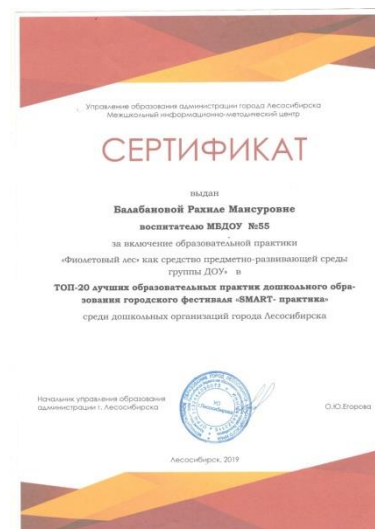 Управление образования администрации города Лесосибирска
Межшкольный информационно-методический центр
СЕРТИФИКАТ
выдан
Балабановой Рахиле Мансуровне
воспитателю МБДОУ №55
за включение образовательной практики
«Фиолетовый лес» как средство предметно-развивающей среды
группы ДОУ» в
ТОП-20 лучших образовательных практик дошкольного обра-
зования городского фестиваля «SMART- практика»
среди дошкольных организаций города Лесосибирска
Начальник управления образования
администрации г. Лесосибирска
О.Ю.Егорова
Лесосибирск, 2019